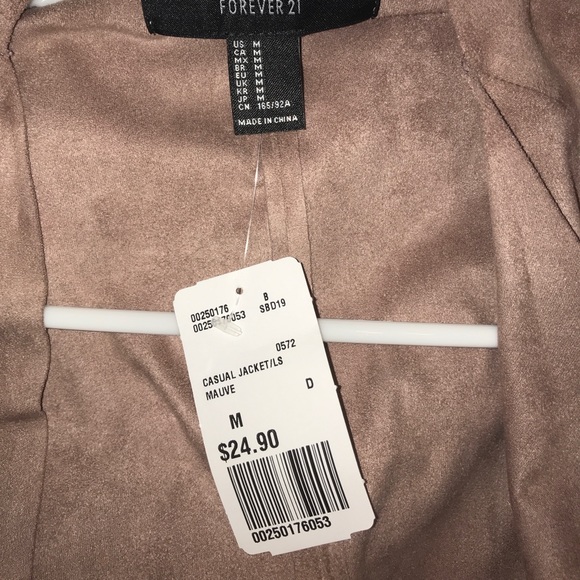 FOREVER 21
US M
CA M
MX M
BR M
EU M
UK M
KR M
JP M
CN 165/92A
MADE IN CHINA
00250176 B
00250176053 SBD19
0572
CASUAL JACKET/LS
MAUVE D
M
$24.90
00250176053